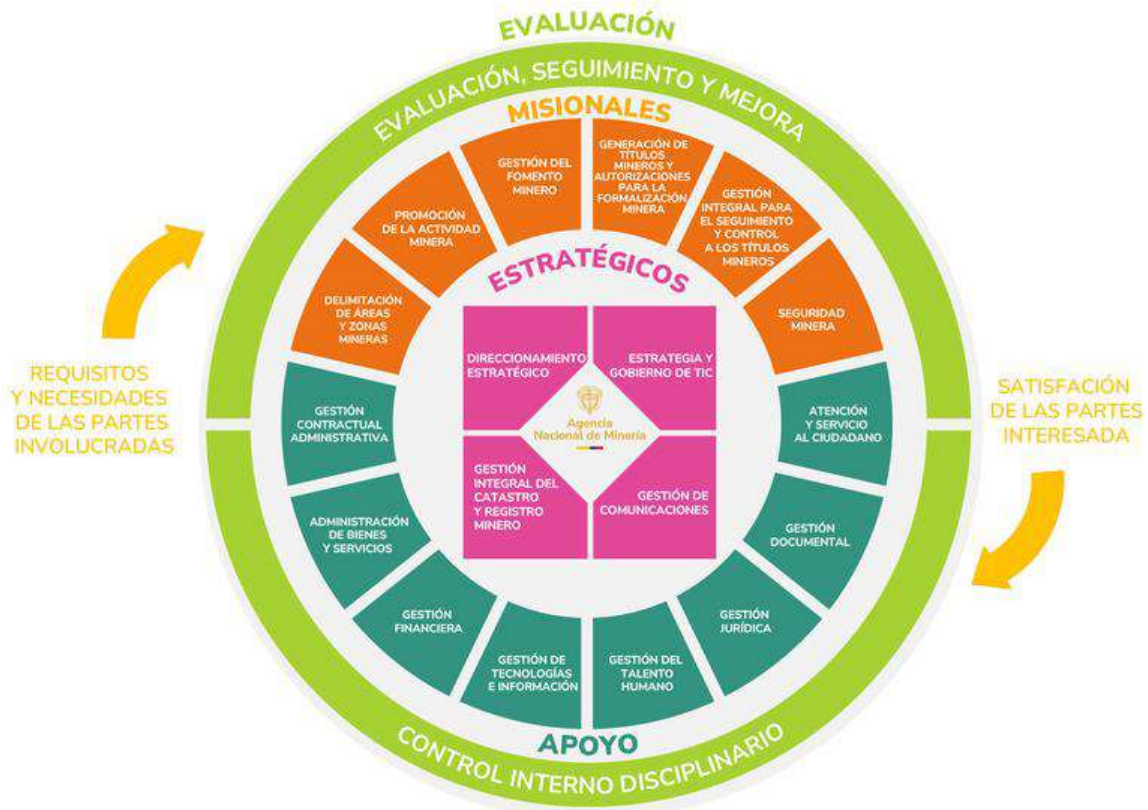 EVALUACIÓN
EVALUACIÓN, SEGUIMIENTO Y MEJORA
MISIONALES
DELIMITACIÓN
DE ÁREAS
Y ZONAS
MINERAS
PROMOCIÓN
DE LA ACTIVIDAD
MINERA
GESTIÓN DEL
FOMENTO
MINERO
GENERACIÓN DE
TÍTULOS
MINEROS Y
AUTORIZACIONES
PARA LA
FORMALIZACIÓN
MINERA
GESTIÓN
INTEGRAL PARA
EL SEGUIMIENTO
Y CONTROL
A LOS TÍTULOS
MINEROS
SEGURIDAD
MINERA
ESTRATÉGICOS
DIRECCIONAMIENTO
ESTRATÉGICO
ESTRATEGIA Y
GOBIERNO DE TIC
Agencia
Nacional de Minería
GESTIÓN
INTEGRAL DEL
CATASTRO
Y REGISTRO
MINERO
GESTIÓN DE
COMUNICACIONES
REQUISITOS
Y NECESIDADES
DE LAS PARTES
INVOLUCRADAS
SATISFACIÓN
DE LAS PARTES
INTERESADA
GESTIÓN
CONTRACTUAL
ADMINISTRATIVA
ADMINISTRACIÓN
DE BIENES
Y SERVICIOS
GESTIÓN
FINANCIERA
GESTIÓN DE
TECNOLOGÍAS
E INFORMACIÓN
GESTIÓN DEL
TALENTO
HUMANO
GESTIÓN
JURÍDICA
GESTIÓN
DOCUMENTAL
ATENCIÓN
Y SERVICIO
AL CIUDADANO
APOYO
CONTROL INTERNO DISCIPLINARIO